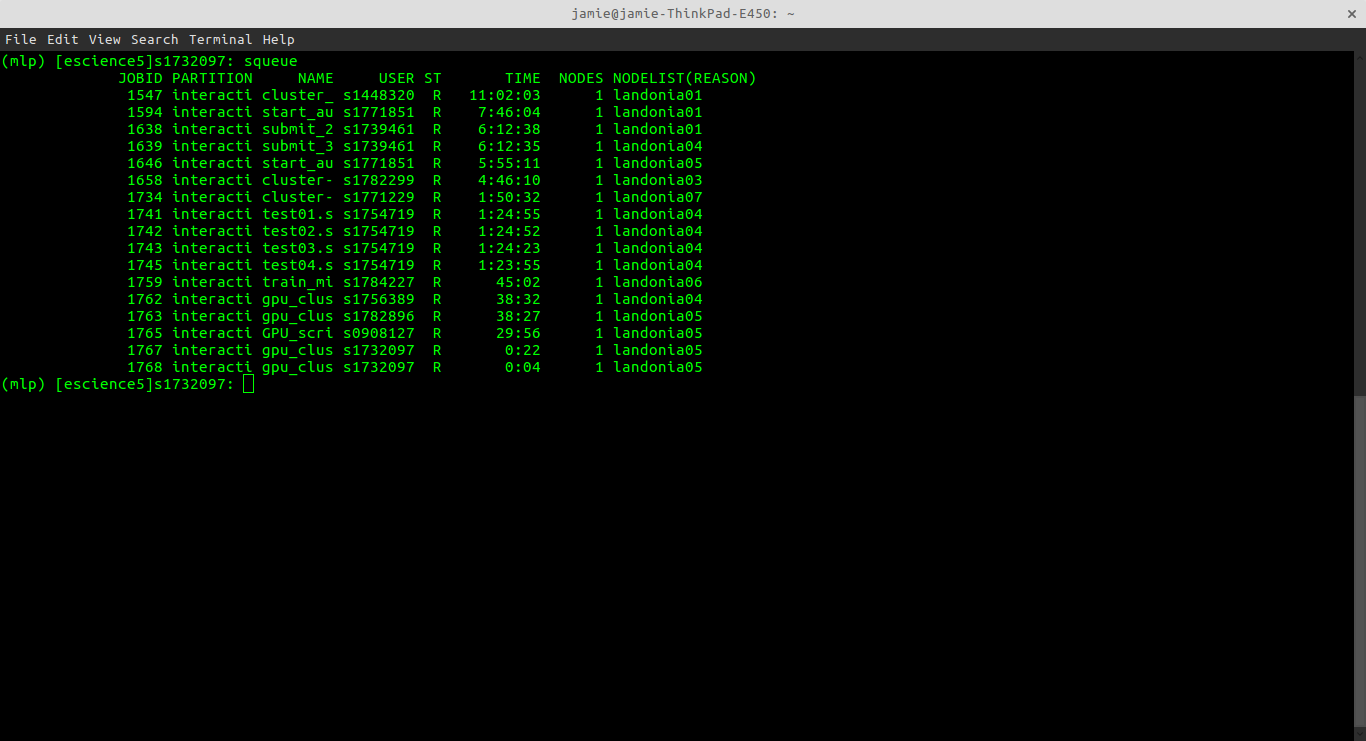 jamie@jamie-ThinkPad-E450: ~
File Edit View Search Terminal Help
(mlp) [escience5]s1732097: squeue
             JOBID PARTITION     NAME     USER ST       TIME  NODES NODELIST(REASON)
              1547 interacti cluster_ s1448320  R   11:02:03      1 landonia01
              1594 interacti start_au s1771851  R    7:46:04      1 landonia01
              1638 interacti submit_2 s1739461  R    6:12:38      1 landonia01
              1639 interacti submit_3 s1739461  R    6:12:35      1 landonia04
              1646 interacti start_au s1771851  R    5:55:11      1 landonia05
              1658 interacti cluster- s1782299  R    4:46:10      1 landonia03
              1734 interacti cluster- s1771229  R    1:50:32      1 landonia07
              1741 interacti test01.s s1754719  R    1:24:55      1 landonia04
              1742 interacti test02.s s1754719  R    1:24:52      1 landonia04
              1743 interacti test03.s s1754719  R    1:24:23      1 landonia04
              1745 interacti test04.s s1754719  R    1:23:55      1 landonia04
              1759 interacti train_mi s1784227  R      45:02      1 landonia06
              1762 interacti gpu_clus s1756389  R      38:32      1 landonia04
              1763 interacti gpu_clus s1782896  R      38:27      1 landonia05
              1765 interacti GPU_scri s0908127  R      29:56      1 landonia05
              1767 interacti gpu_clus s1732097  R       0:22      1 landonia05
              1768 interacti gpu_clus s1732097  R       0:04      1 landonia05
(mlp) [escience5]s1732097: